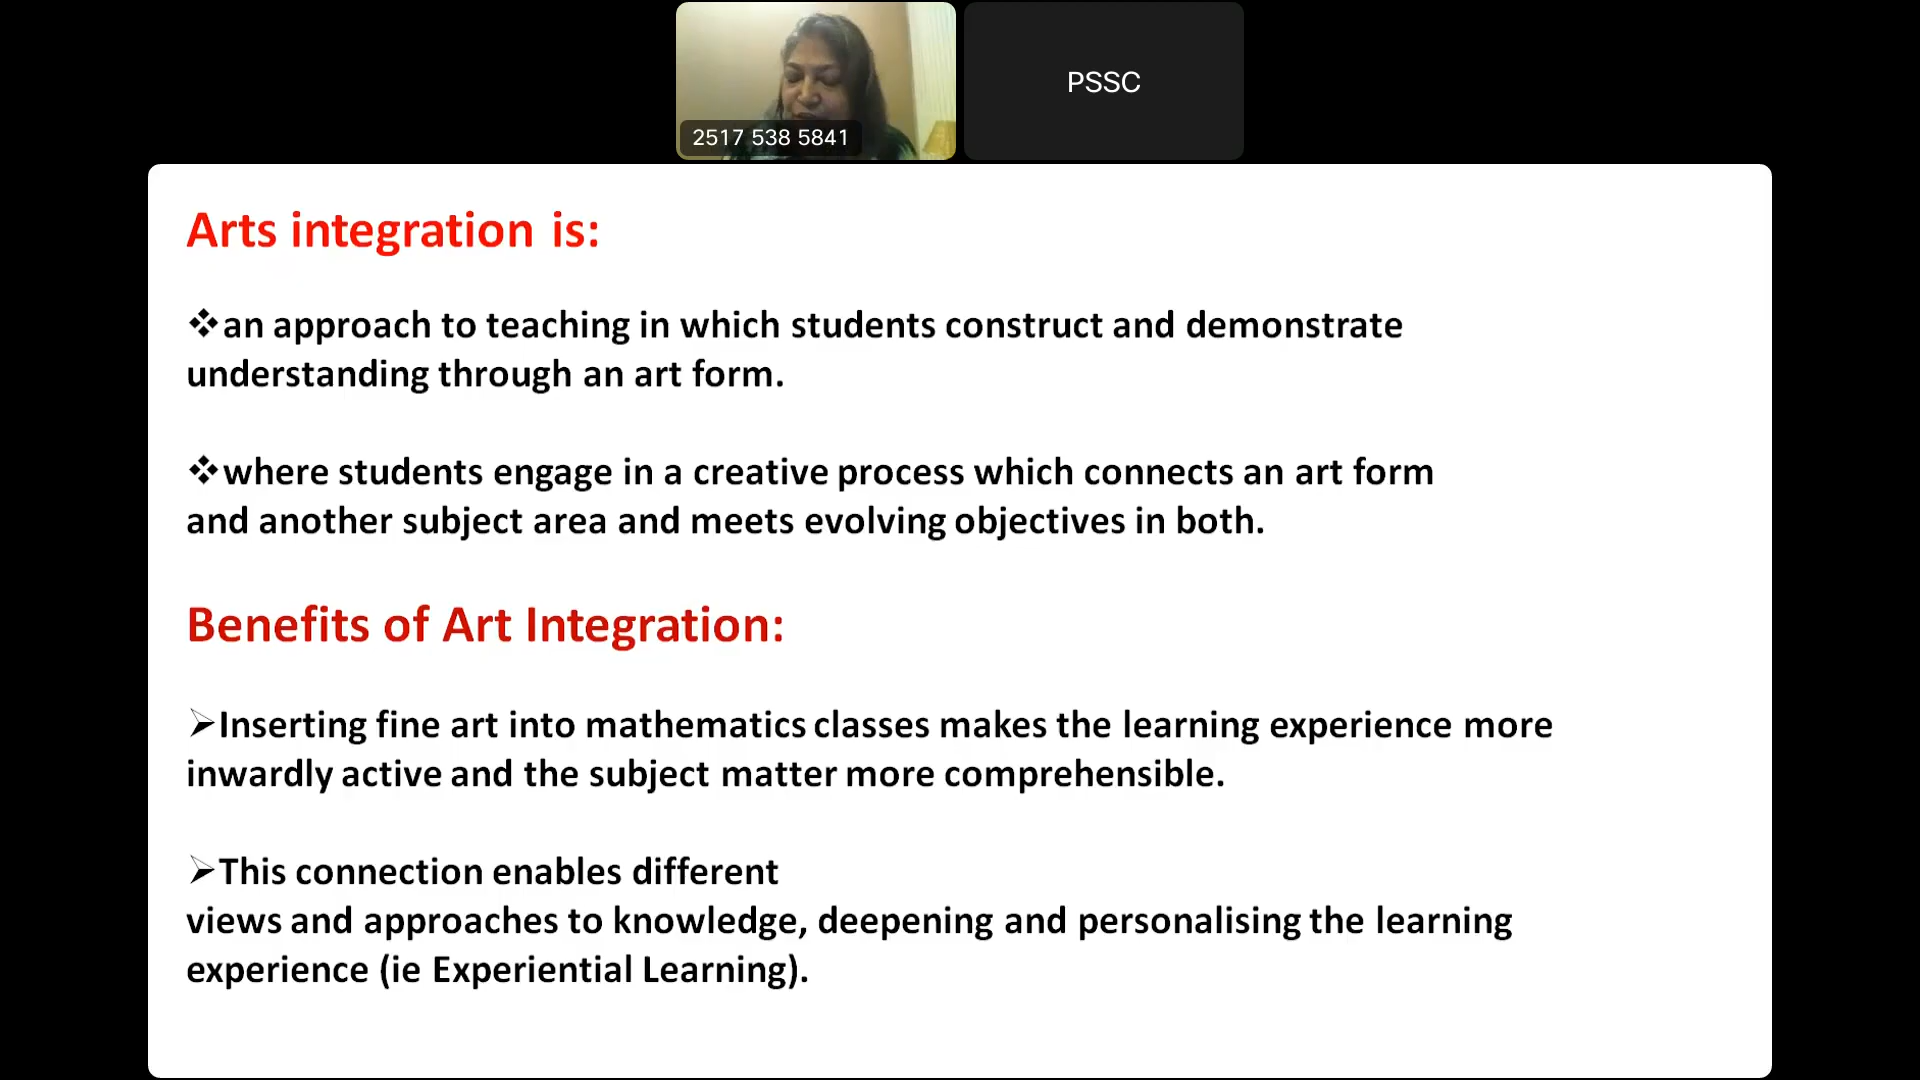 2517 538 5841
PSSC
Arts integration is:
❖an approach to teaching in which students construct and demonstrate
understanding through an art form.
❖where students engage in a creative process which connects an art form
and another subject area and meets evolving objectives in both.
Benefits of Art Integration:
➢Inserting fine art into mathematics classes makes the learning experience more
inwardly active and the subject matter more comprehensible.
➢This connection enables different
views and approaches to knowledge, deepening and personalising the learning
experience (ie Experiential Learning).